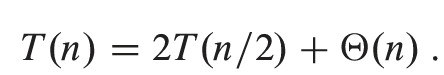 T(n) = 2T(n/2) + Θ(n) .